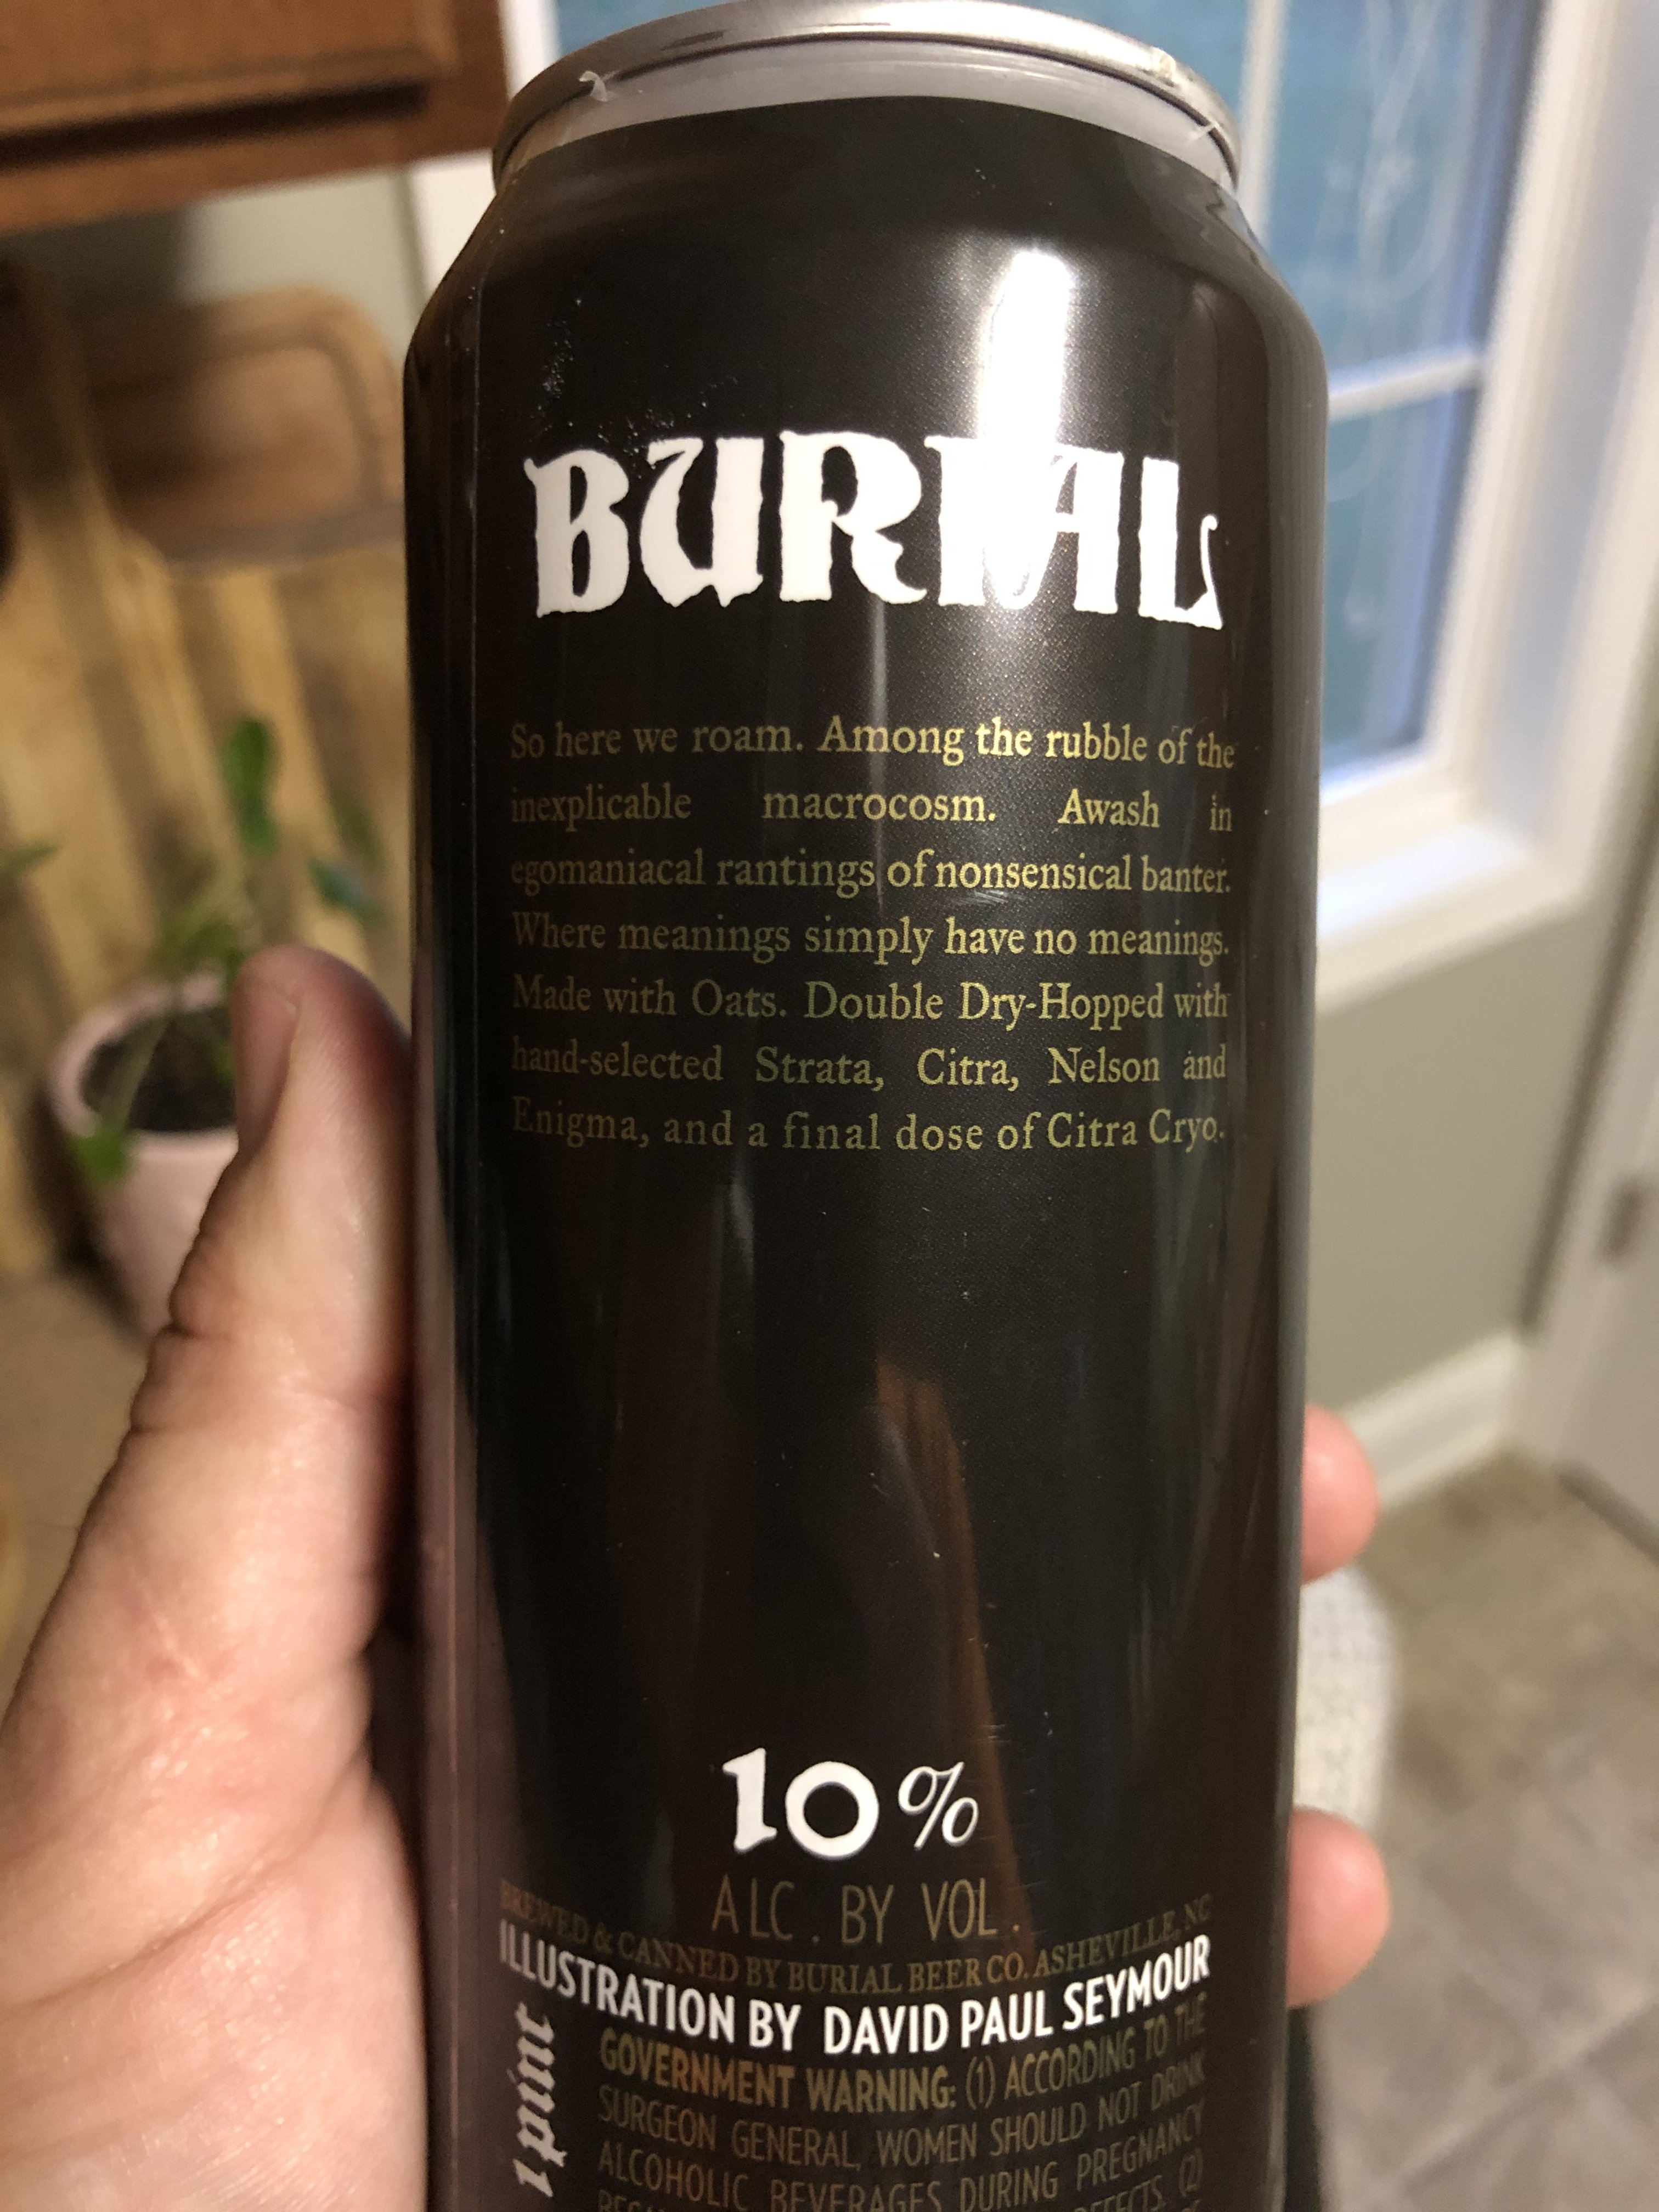 BURIAL
So here we roam. Among the rubble of the
inexplicable macrocosm. Awash in
egomaniacal rantings of nonsensical banter.
Where meanings simply have no meanings.
Made with Oats. Double Dry-Hopped with
hand-selected Strata, Citra, Nelson and
Enigma, and a final dose of Citra Cryo.
10%
ALC. BY VOL.
BREWED & CANNED BY BURIAL BEER CO. ASHEVILLE, NC
ILLUSTRATION BY DAVID PAUL SEYMOUR
1 pint
GOVERNMENT WARNING: (1) ACCORDING TO THE
SURGEON GENERAL, WOMEN SHOULD NOT DRINK
ALCOHOLIC BEVERAGES DURING PREGNANCY
DEFECTS. (2)